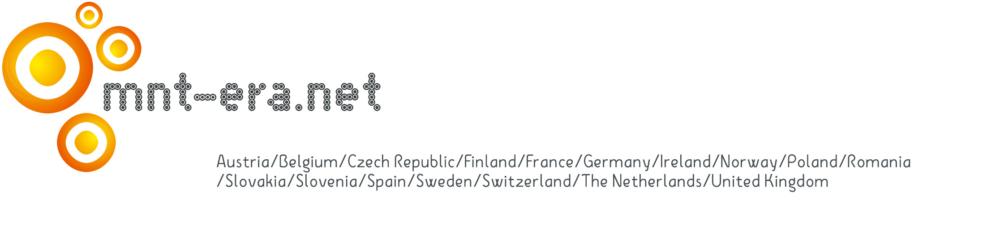 mnt-era.net
Austria/Belgium/Czech Republic/Finland/France/Germany/Ireland/Norway/Poland/Romania
/Slovakia/Slovenia/Spain/Sweden/Switzerland/The Netherlands/United Kingdom